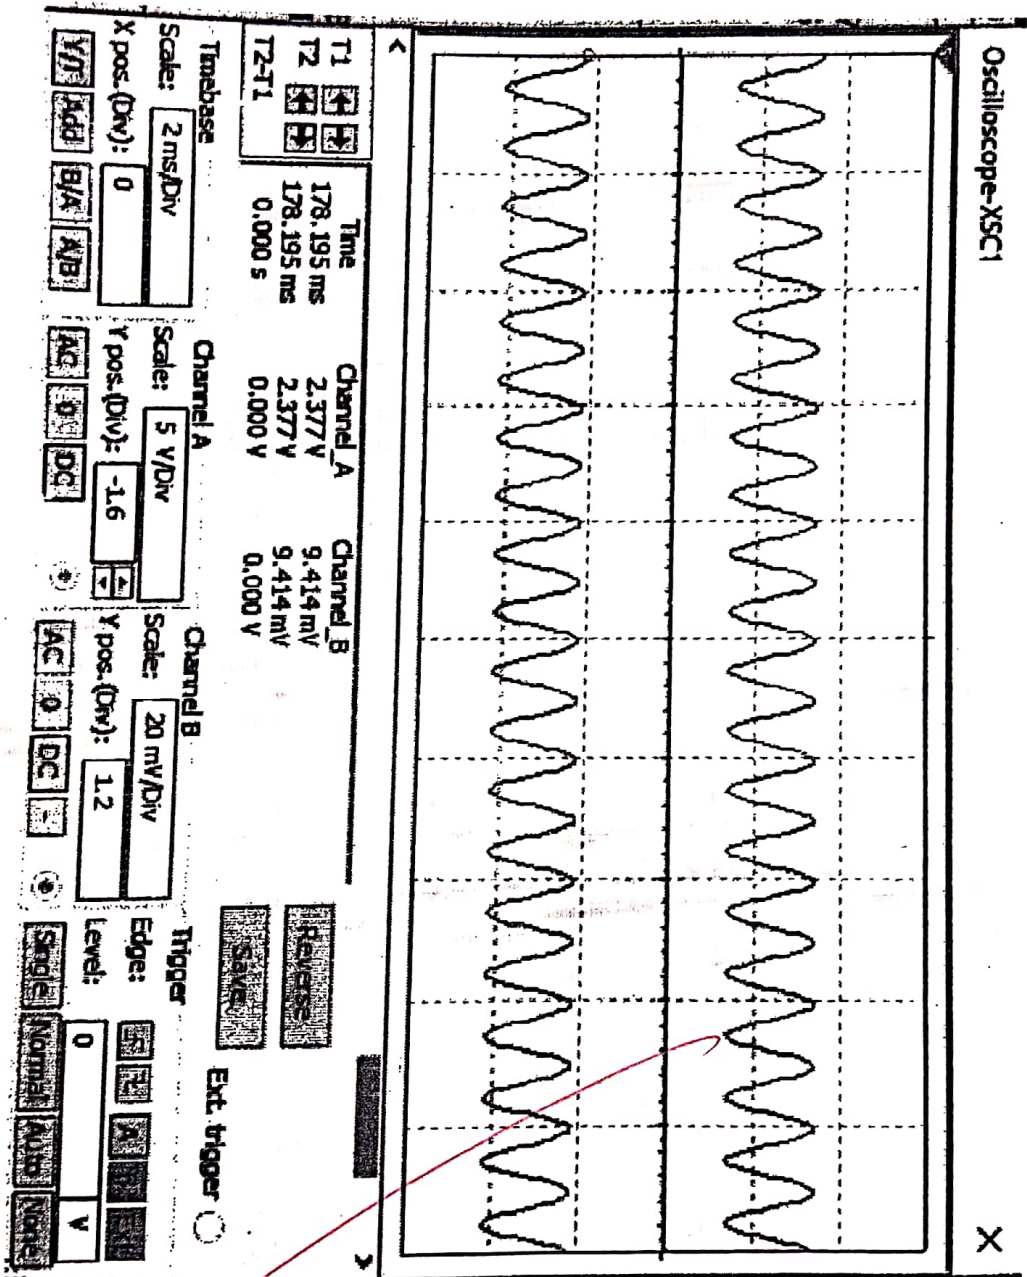 Oscilloscope-XSC1
T1
T2
T2-T1
Time Channel_A Channel_B
178.195 ms 2.377 V 9.414 mV
178.195 ms 2.377 V 9.414 mV
0.000 s 0.000 V 0.000 V
Reverse
Save
Ext. trigger
Timebase
Scale: 2 ms/Div
X pos.(Div): 0
Y/T Add B/A A/B
Channel A
Scale: 5 V/Div
Y pos.(Div): -1.6
AC 0 DC
Channel B
Scale: 20 mV/Div
Y pos.(Div): 1.2
AC 0 DC -
Trigger
Edge: A
Level: 0 V
Single Normal Auto None